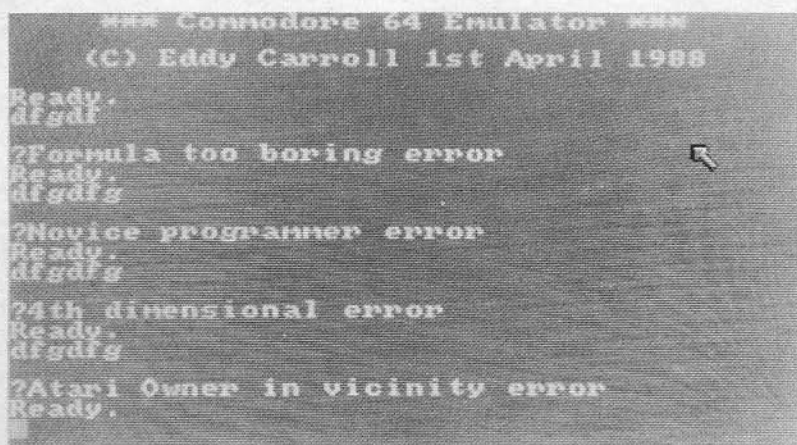 *** Commodore 64 Emulator ***
(C) Eddy Carroll 1st April 1988
Ready.
dfgdf
?Formula too boring error
Ready.
dfgdfg
?Novice programmer error
Ready.
dfgdfg
?4th dimensional error
Ready.
dfgdfg
?Atari Owner in vicinity error
Ready.